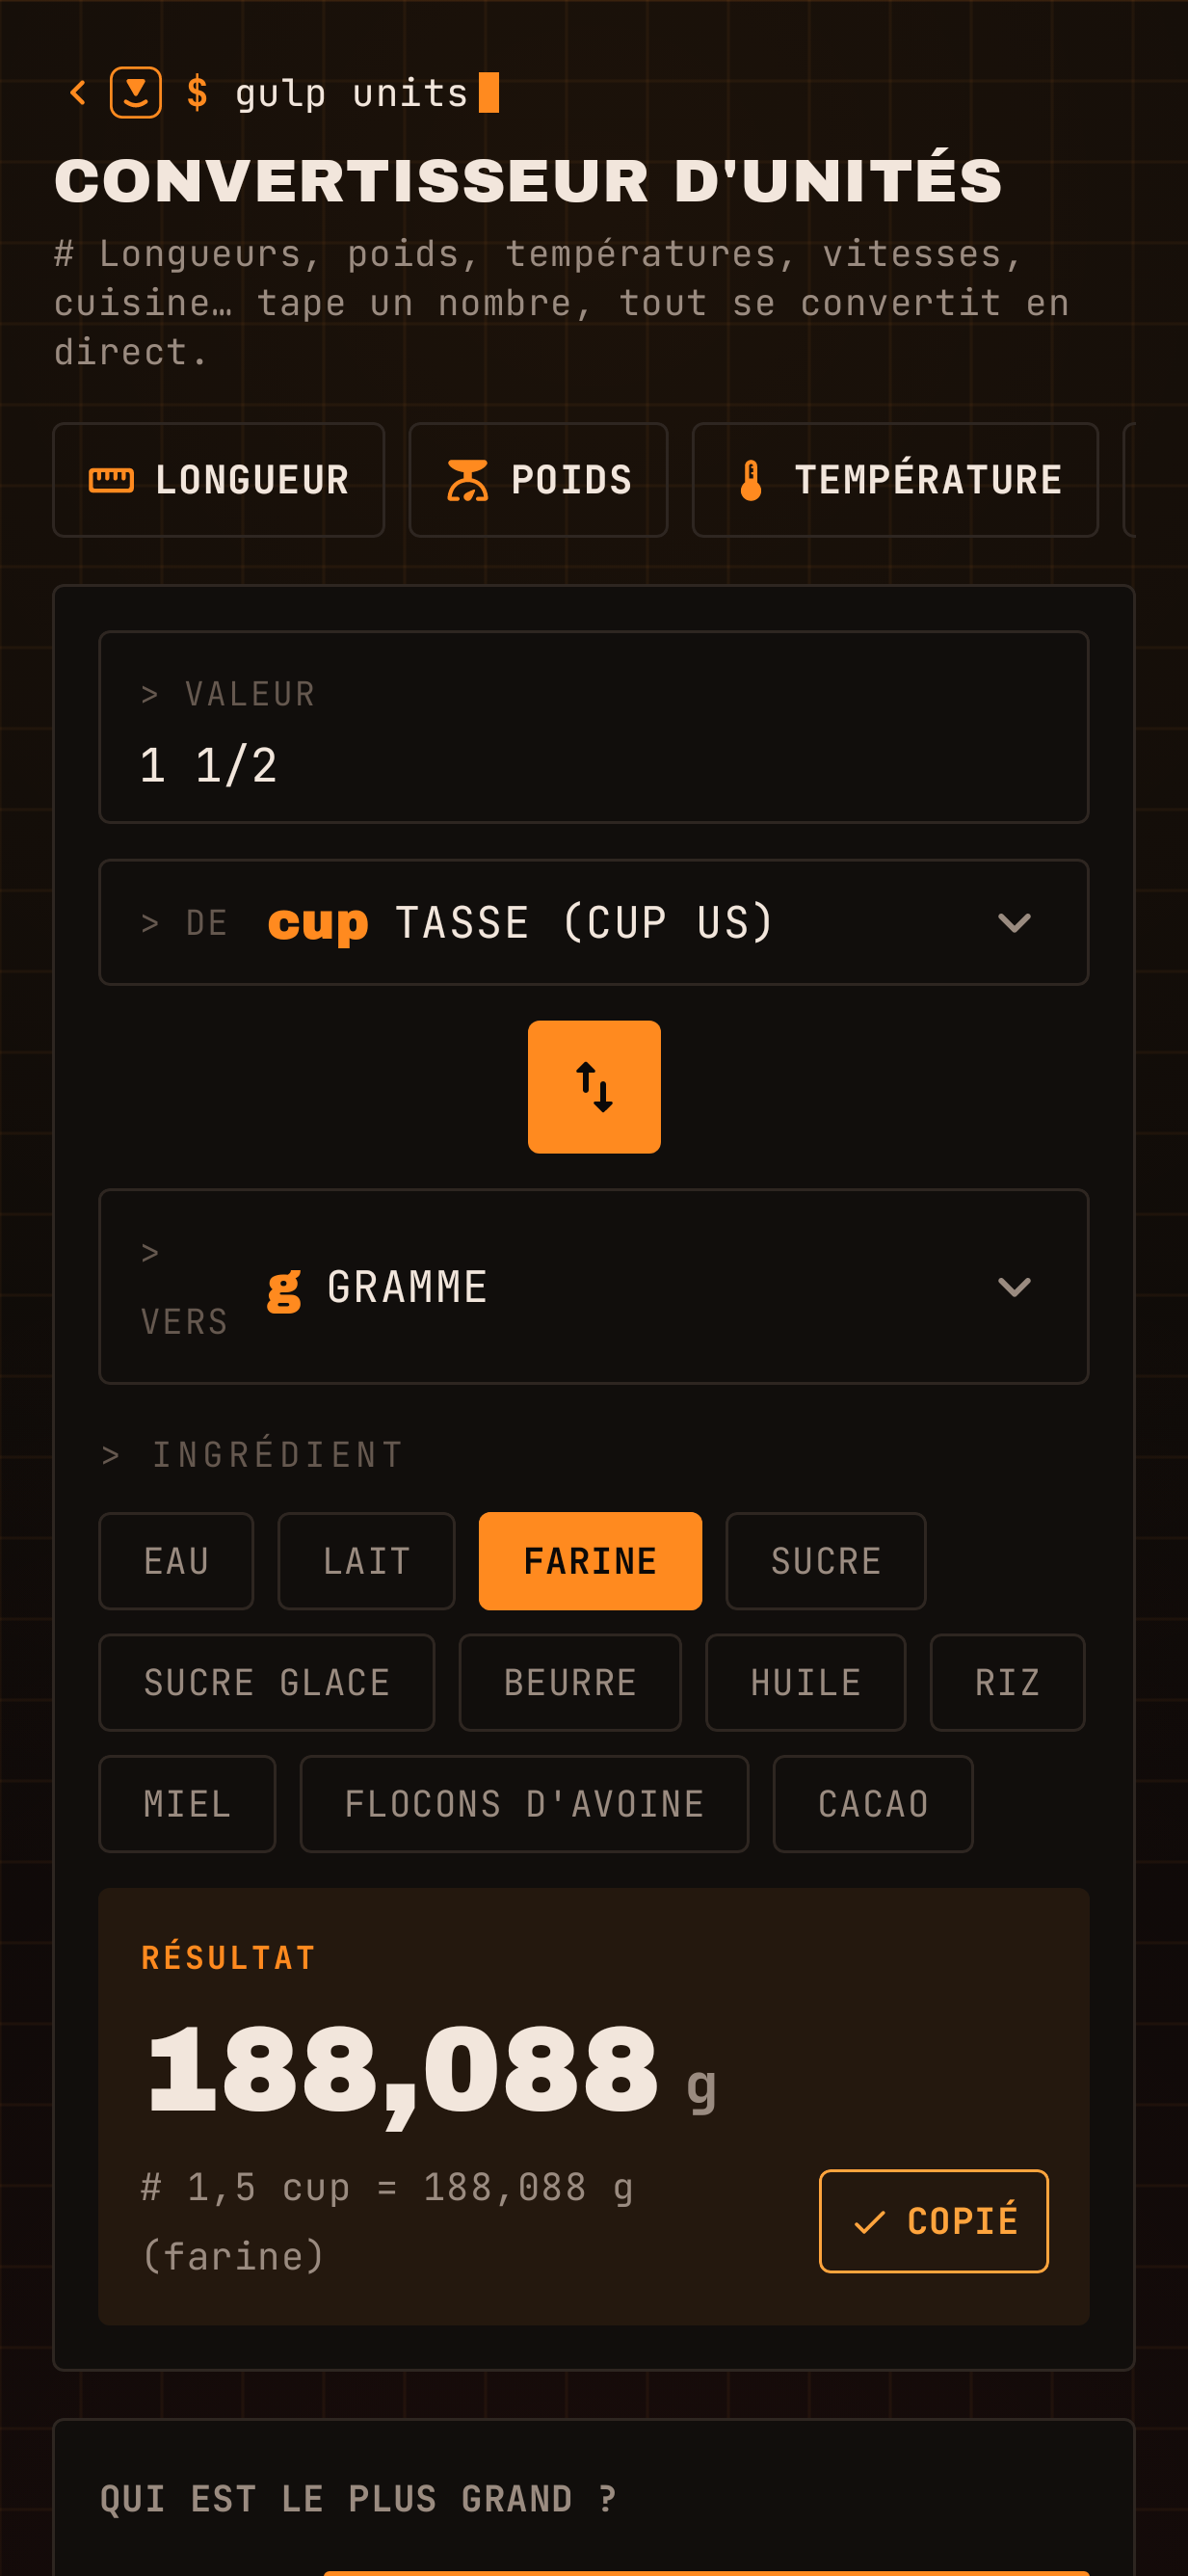 $ gulp units
CONVERTISSEUR D'UNITÉS
# Longueurs, poids, températures, vitesses,
cuisine… tape un nombre, tout se convertit en
direct.
LONGUEUR POIDS TEMPÉRATURE
> VALEUR
1 1/2
> DE cup TASSE (CUP US)
> VERS g GRAMME
> INGRÉDIENT
EAU LAIT FARINE SUCRE
SUCRE GLACE BEURRE HUILE RIZ
MIEL FLOCONS D'AVOINE CACAO
RÉSULTAT
188,088 g
# 1,5 cup = 188,088 g
(farine)
COPIÉ
QUI EST LE PLUS GRAND ?